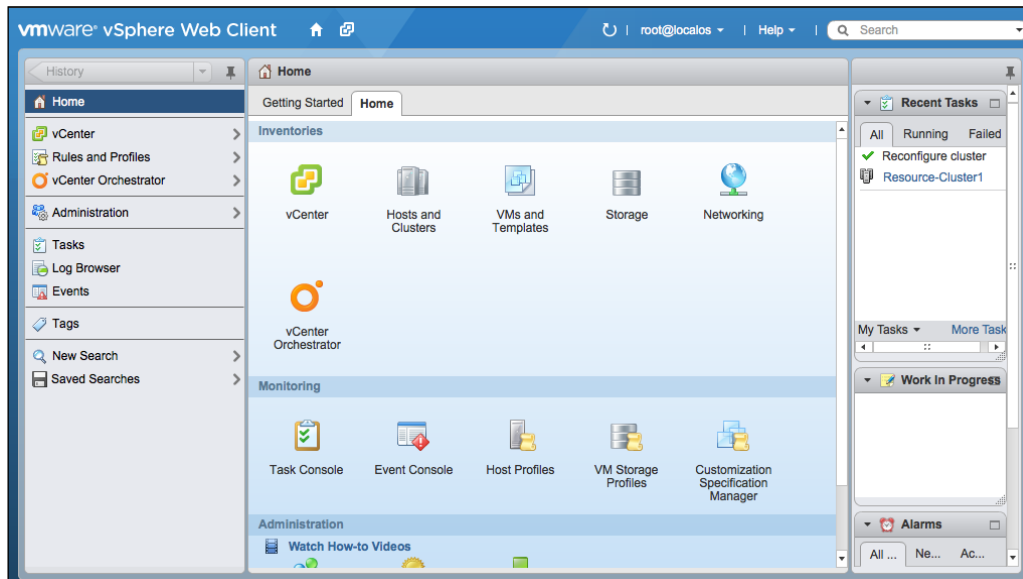 vmware® vSphere Web Client
root@localos
Help
Search
History
Home
vCenter
Rules and Profiles
vCenter Orchestrator
Administration
Tasks
Log Browser
Events
Tags
New Search
Saved Searches
Home
Getting Started
Home
Inventories
vCenter
Hosts and
Clusters
VMs and
Templates
Storage
Networking
vCenter
Orchestrator
Monitoring
Task Console
Event Console
Host Profiles
VM Storage
Profiles
Customization
Specification
Manager
Administration
Watch How-to Videos
Recent Tasks
All
Running
Failed
Reconfigure cluster
Resource-Cluster1
My Tasks
More Task
Work In Progress
Alarms
All ...
Ne...
Ac...